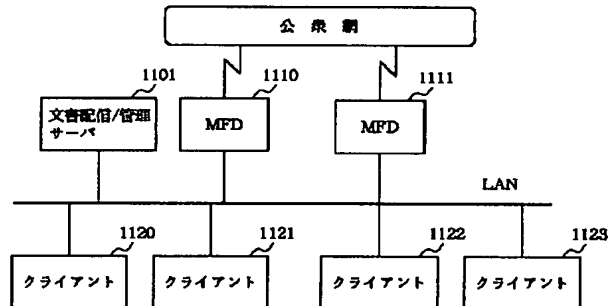 公衆網
1101
1110
1111
文書配信/管理
サーバ
MFD
MFD
LAN
1120
1121
1122
1123
クライアント
クライアント
クライアント
クライアント